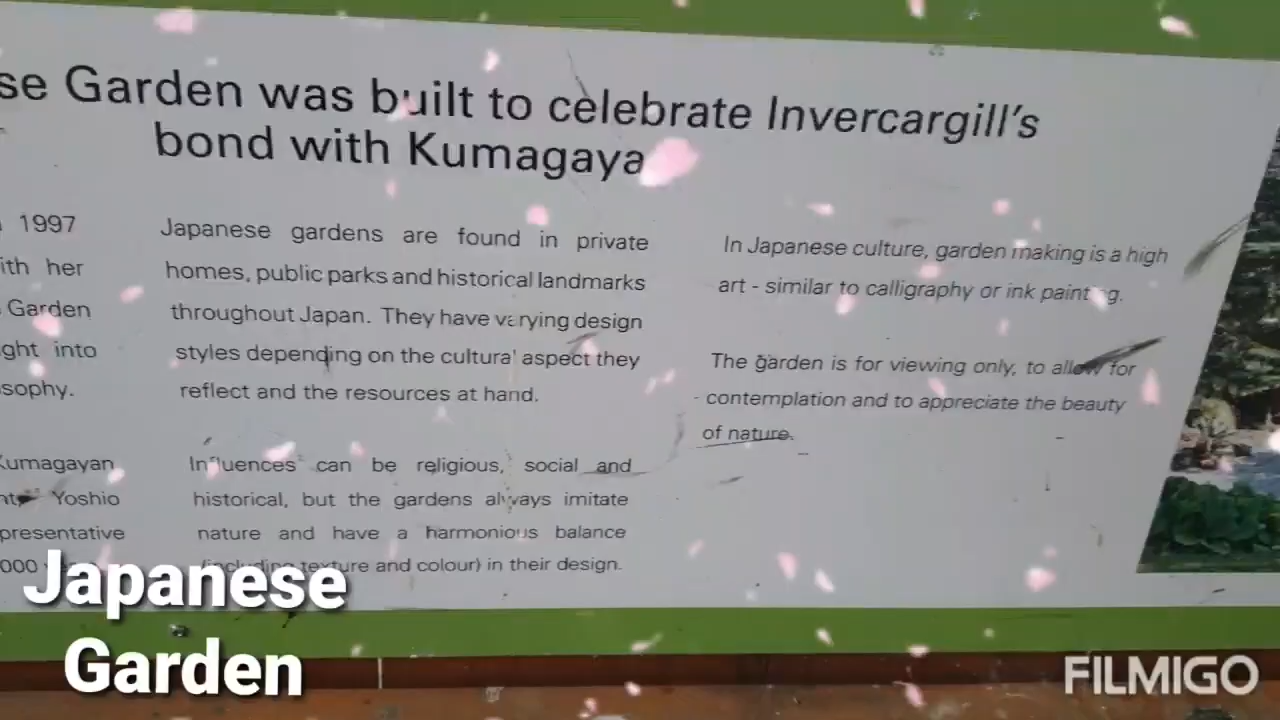 se Garden was built to celebrate Invercargill's
bond with Kumagaya
1997
ith her
Garden
ght into
sophy.
Kumagayan
Yoshio
presentative
000
Japanese gardens are found in private
homes, public parks and historical landmarks
throughout Japan. They have varying design
styles depending on the cultural aspect they
reflect and the resources at hand.
Influences can be religious, social and
historical, but the gardens always imitate
nature and have a harmonious balance
(including texture and colour) in their design.
In Japanese culture, garden making is a high
art - similar to calligraphy or ink painting.
The garden is for viewing only, to allow for
contemplation and to appreciate the beauty
of nature.
Japanese
Garden
FILMIGO